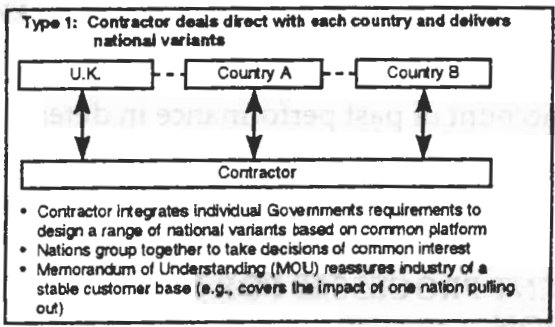 Type 1: Contractor deals direct with each country and delivers
national variants
U.K.
Country A
Country B
Contractor
• Contractor integrates individual Governments requirements to
design a range of national variants based on common platform
• Nations group together to take decisions of common interest
• Memorandum of Understanding (MOU) reassures industry of a
stable customer base (e.g., covers the impact of one nation pulling
out)